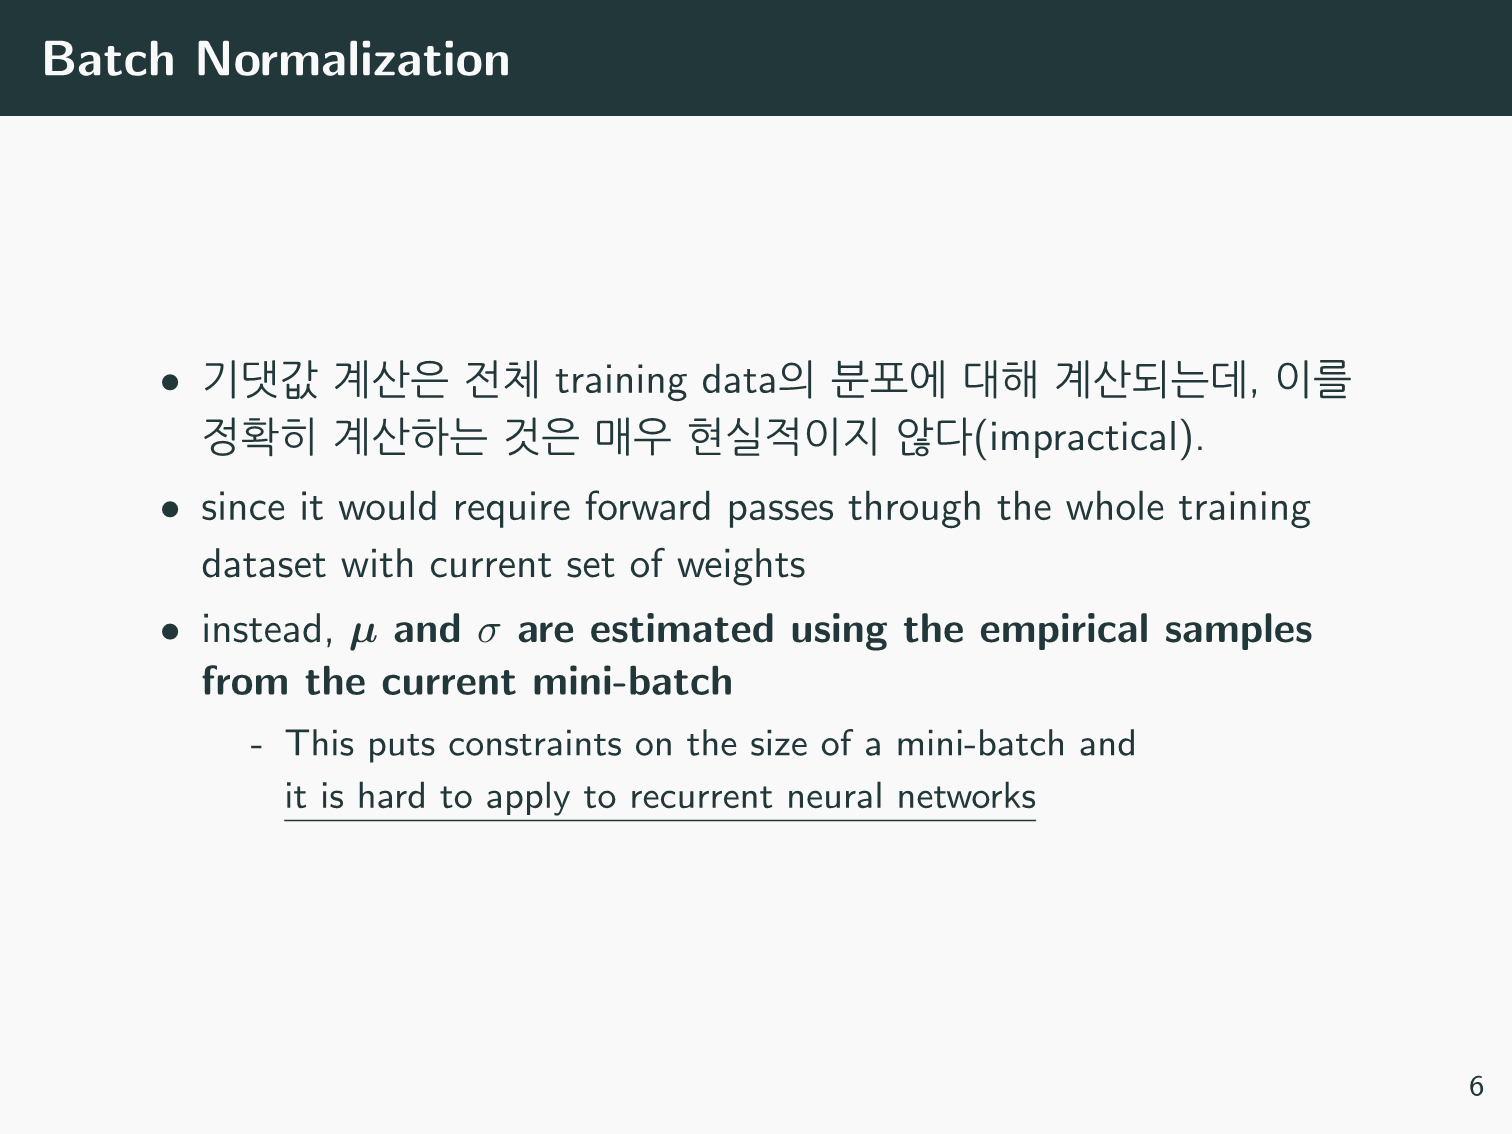 Batch Normalization
• 기댓값 계산은 전체 training data의 분포에 대해 계산되는데, 이를
정확히 계산하는 것은 매우 현실적이지 않다(impractical).
• since it would require forward passes through the whole training
dataset with current set of weights
• instead, μ and σ are estimated using the empirical samples
from the current mini-batch
- This puts constraints on the size of a mini-batch and
it is hard to apply to recurrent neural networks
6